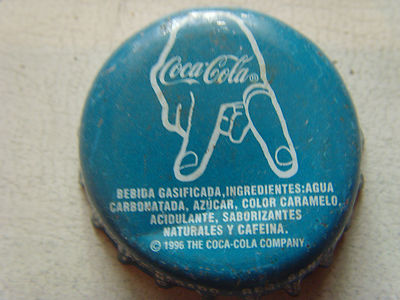 Coca-Cola®
BEBIDA GASIFICADA,INGREDIENTES:AGUA
CARBONATADA, AZUCAR, COLOR CARAMELO,
ACIDULANTE, SABORIZANTES
NATURALES Y CAFEINA.
© 1996 THE COCA-COLA COMPANY